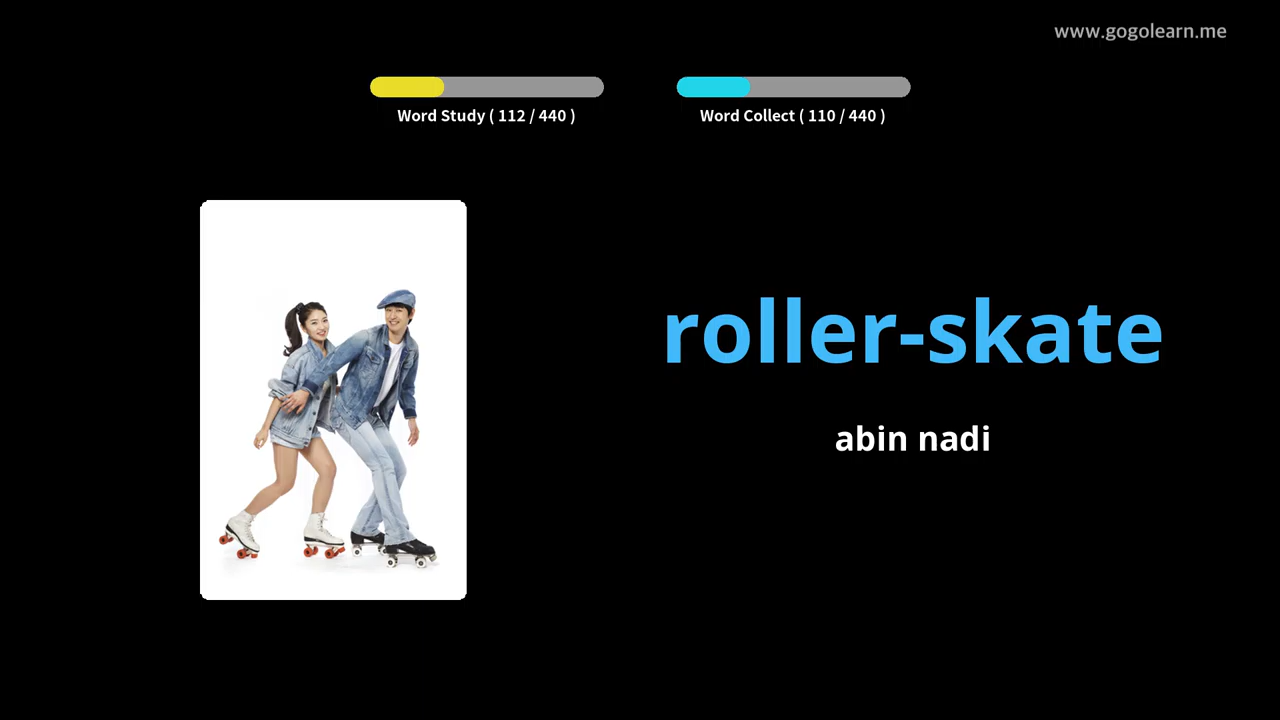 www.gogolearn.me
Word Study ( 112 / 440 )
Word Collect ( 110 / 440 )
roller-skate
abin nadi